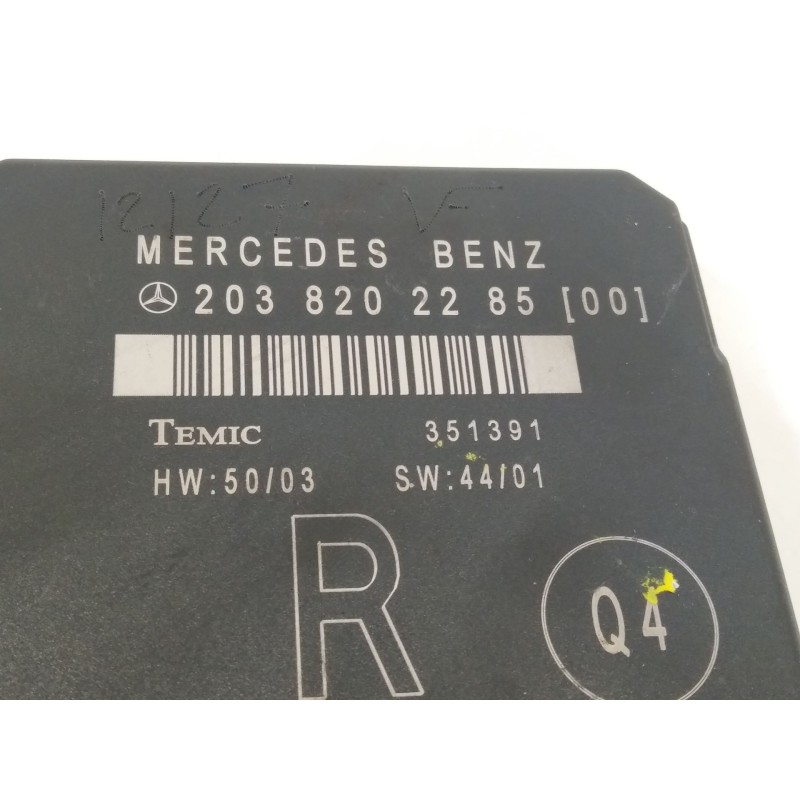 MERCEDES BENZ
203 820 22 85 [00]
TEMIC 351391
HW:50/03 SW:44/01
R
Q4